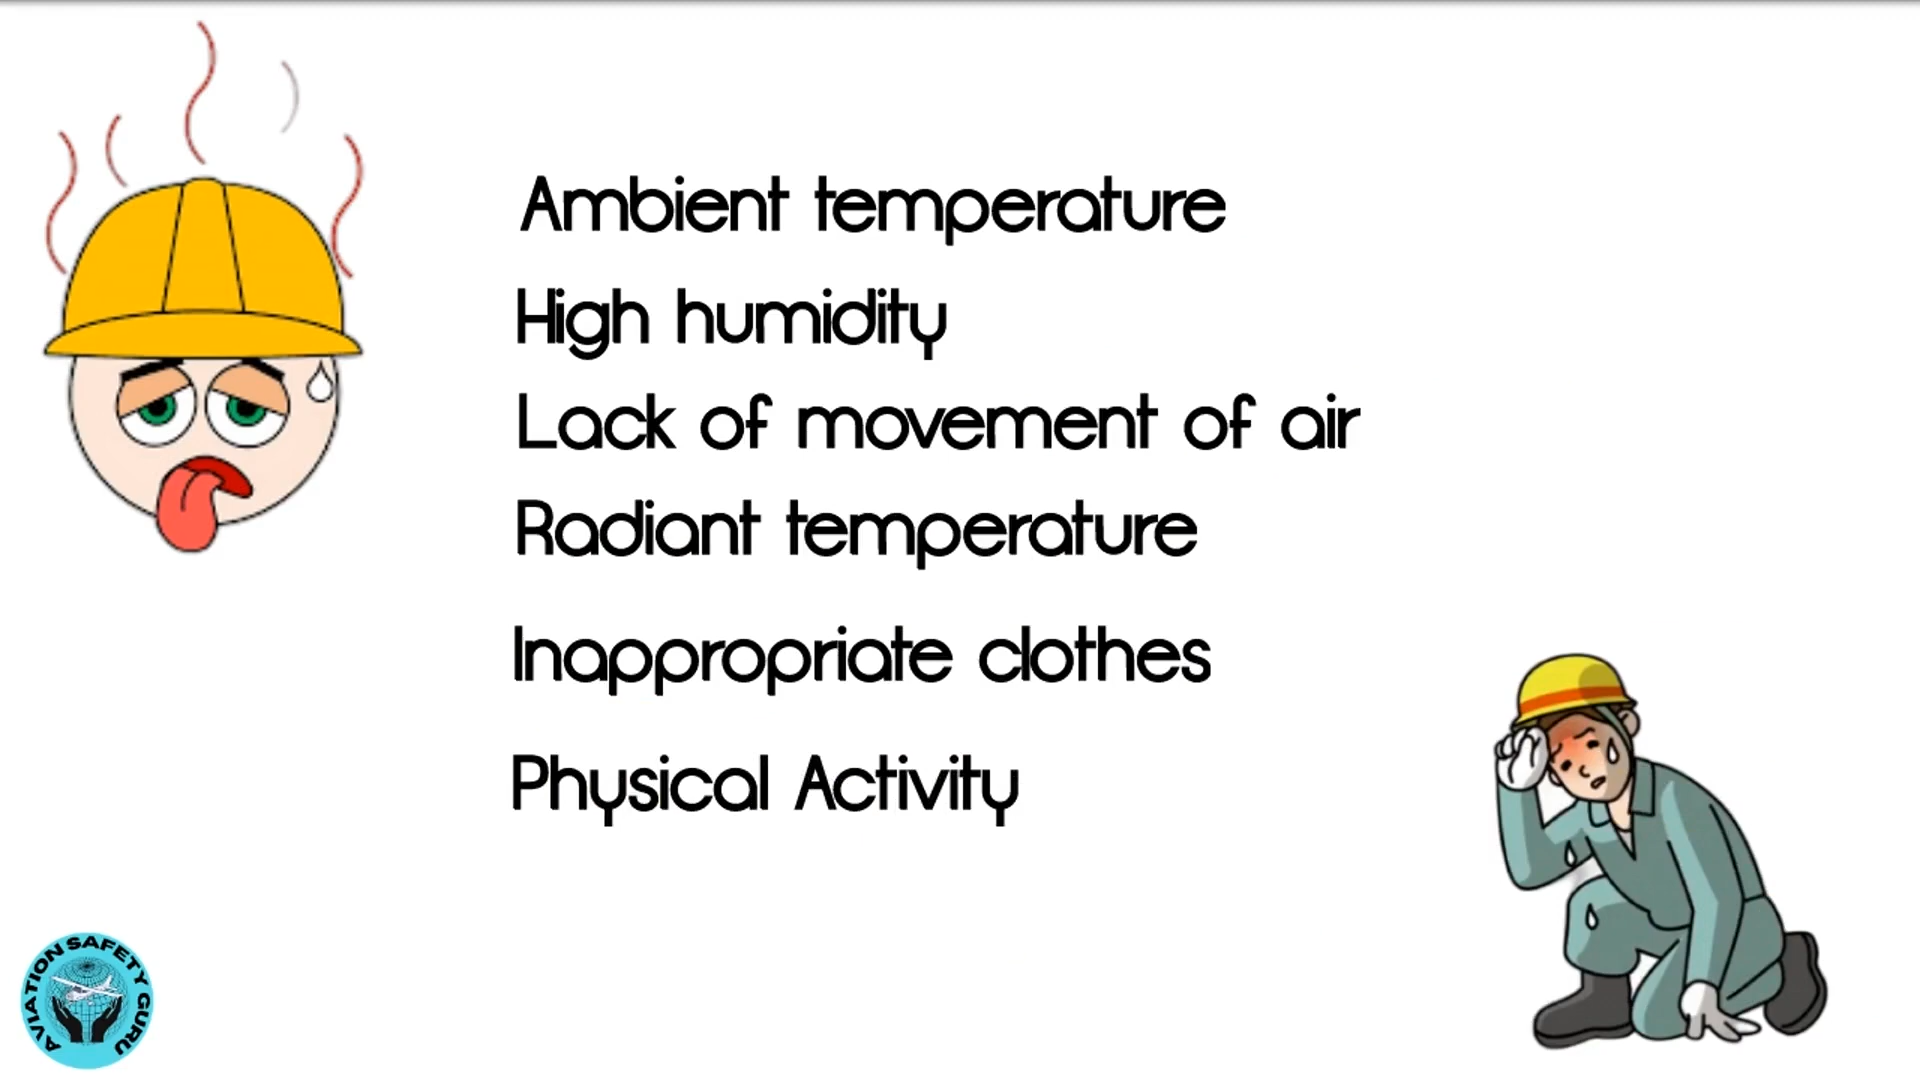 Ambient temperature
High humidity
Lack of movement of air
Radiant temperature
Inappropriate clothes
Physical Activity
AVIATION SAFETY GURU